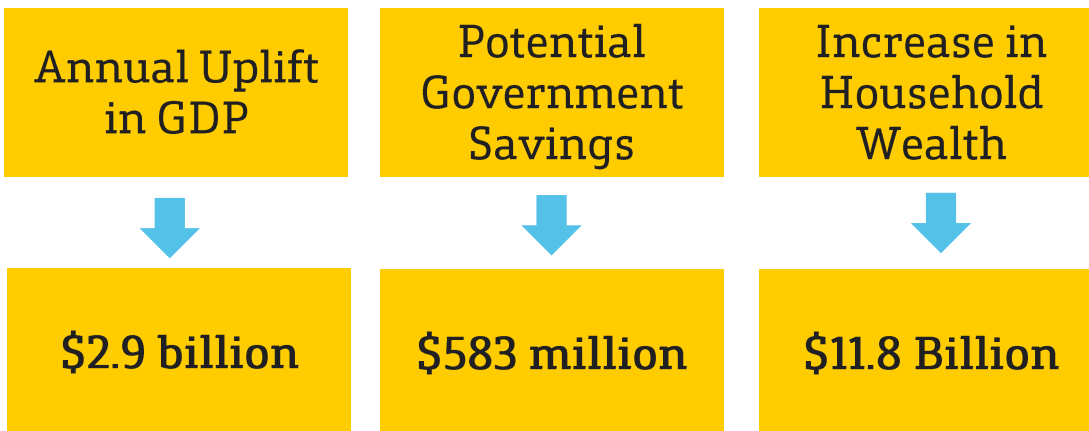 Annual Uplift
in GDP
Potential
Government
Savings
Increase in
Household
Wealth
$2.9 billion
$583 million
$11.8 Billion